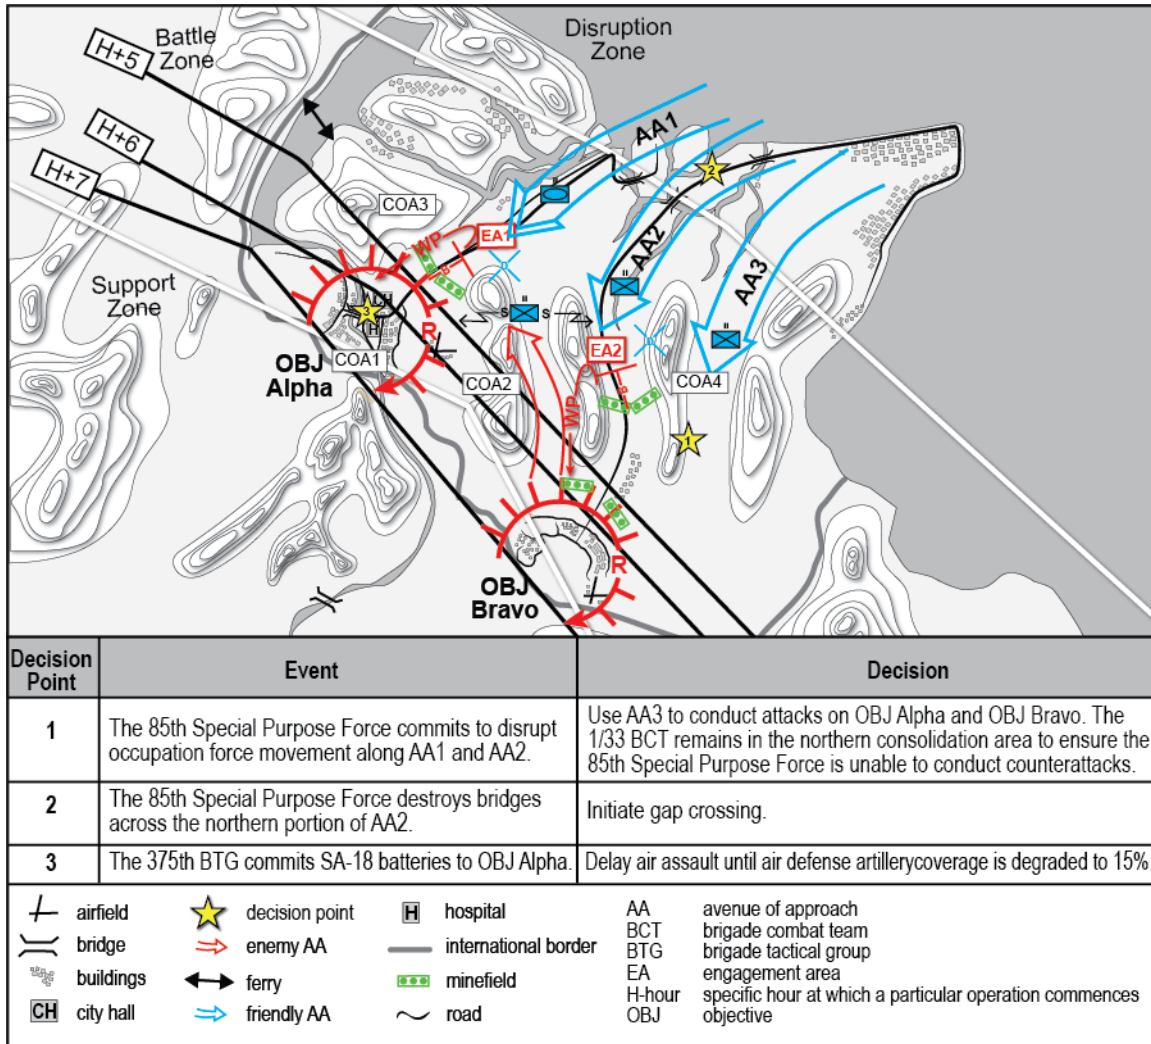 Battle
Zone
Disruption
Zone
H+5
H+6
H+7
AA1
2
COA3
EA1
WP
B
II
D
AA2
AA3
II
Support
Zone
CH
3
H
R
COA1
OBJ
Alpha
S
II
S
COA2
EA2
D
II
COA4
WP
B
1
R
OBJ
Bravo
Decision
Point
Event
Decision
1
The 85th Special Purpose Force commits to disrupt
occupation force movement along AA1 and AA2.
Use AA3 to conduct attacks on OBJ Alpha and OBJ Bravo. The
1/33 BCT remains in the northern consolidation area to ensure the
85th Special Purpose Force is unable to conduct counterattacks.
2
The 85th Special Purpose Force destroys bridges
across the northern portion of AA2.
Initiate gap crossing.
3
The 375th BTG commits SA-18 batteries to OBJ Alpha.
Delay air assault until air defense artillerycoverage is degraded to 15%.
airfield
bridge
buildings
CH city hall
decision point
enemy AA
ferry
friendly AA
H hospital
international border
minefield
road
AA avenue of approach
BCT brigade combat team
BTG brigade tactical group
EA engagement area
H-hour specific hour at which a particular operation commences
OBJ objective